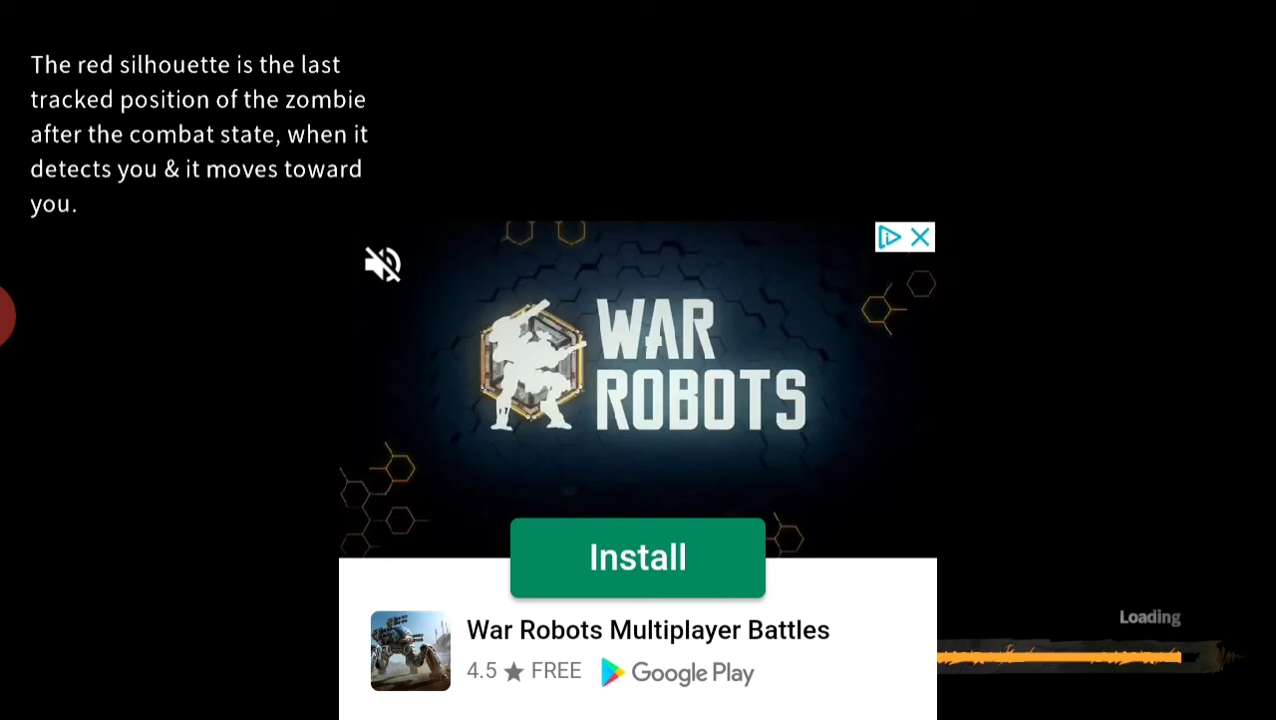 The red silhouette is the last
tracked position of the zombie
after the combat state, when it
detects you & it moves toward
you.
WAR
ROBOTS
Install
War Robots Multiplayer Battles
4.5 ★ FREE Google Play
Loading